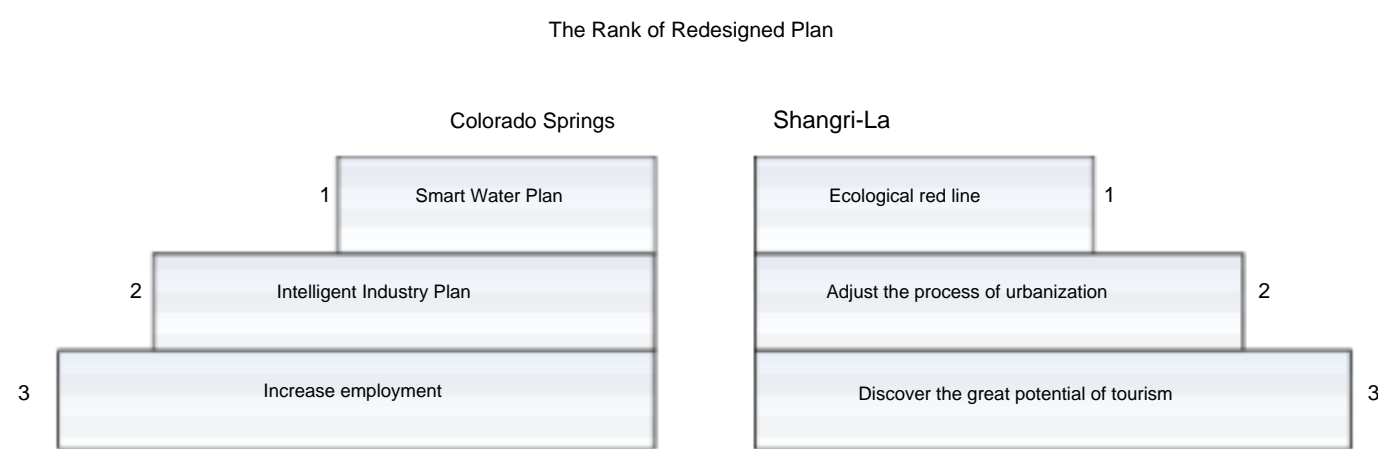 The Rank of Redesigned Plan
Colorado Springs
Shangri-La
1
Smart Water Plan
Ecological red line
1
2
Intelligent Industry Plan
Adjust the process of urbanization
2
3
Increase employment
Discover the great potential of tourism
3